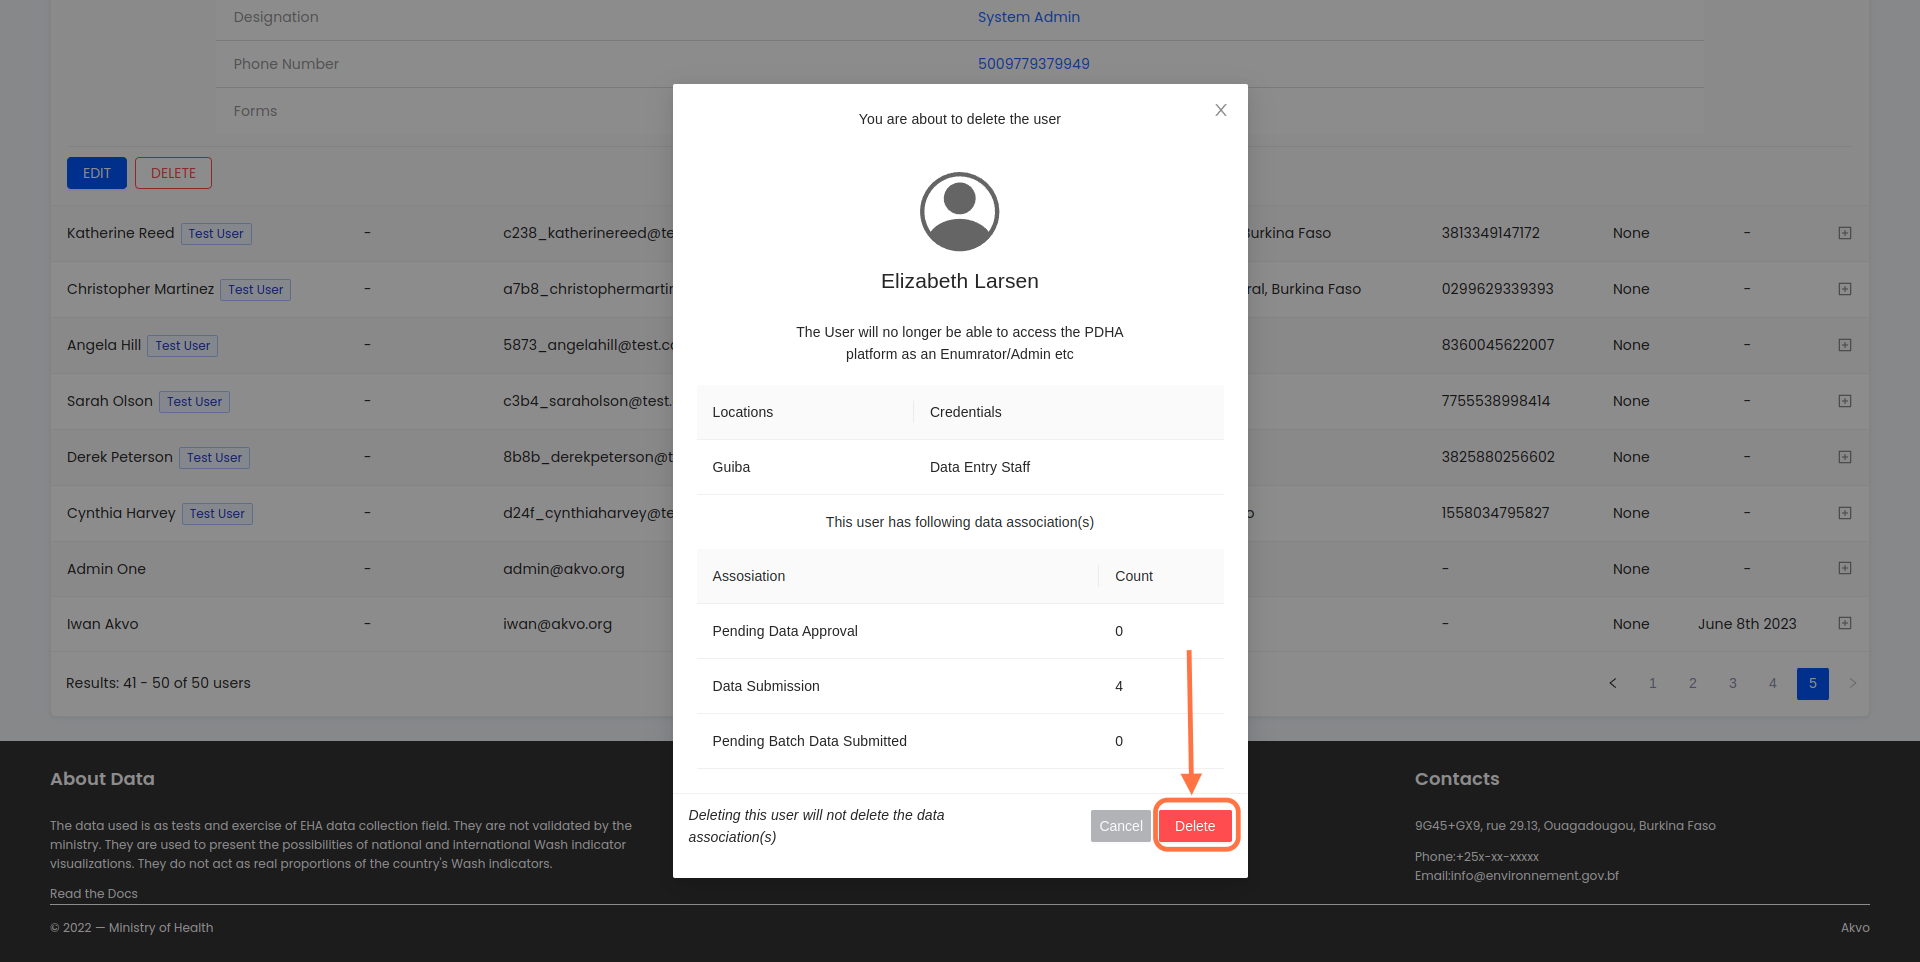 Designation System Admin
Phone Number 5009779379949
Forms
EDIT DELETE
Katherine Reed Test User - c238_katherinereed@te Burkina Faso 3813349147172 None -
Christopher Martinez Test User - a7b8_christophermartin ral, Burkina Faso 0299629339393 None -
Angela Hill Test User - 5873_angelahill@test.co 8360045622007 None -
Sarah Olson Test User - c3b4_saraholson@test. 7755538998414 None -
Derek Peterson Test User - 8b8b_derekpeterson@t 3825880256602 None -
Cynthia Harvey Test User - d24f_cynthiaharvey@te o 1558034795827 None -
Admin One - admin@akvo.org - None -
Iwan Akvo - iwan@akvo.org - None June 8th 2023
Results: 41 - 50 of 50 users < 1 2 3 4 5 >
You are about to delete the user
Elizabeth Larsen
The User will no longer be able to access the PDHA
platform as an Enumrator/Admin etc
Locations Credentials
Guiba Data Entry Staff
This user has following data association(s)
Assosiation Count
Pending Data Approval 0
Data Submission 4
Pending Batch Data Submitted 0
Deleting this user will not delete the data
association(s)
Cancel Delete
About Data
The data used is as tests and exercise of EHA data collection field. They are not validated by the
ministry. They are used to present the possibilities of national and international Wash indicator
visualizations. They do not act as real proportions of the country's Wash indicators.
Read the Docs
Contacts
9G45+GX9, rue 29.13, Ouagadougou, Burkina Faso
Phone:+25x-xx-xxxxx
Email:info@environnement.gov.bf
© 2022 — Ministry of Health Akvo